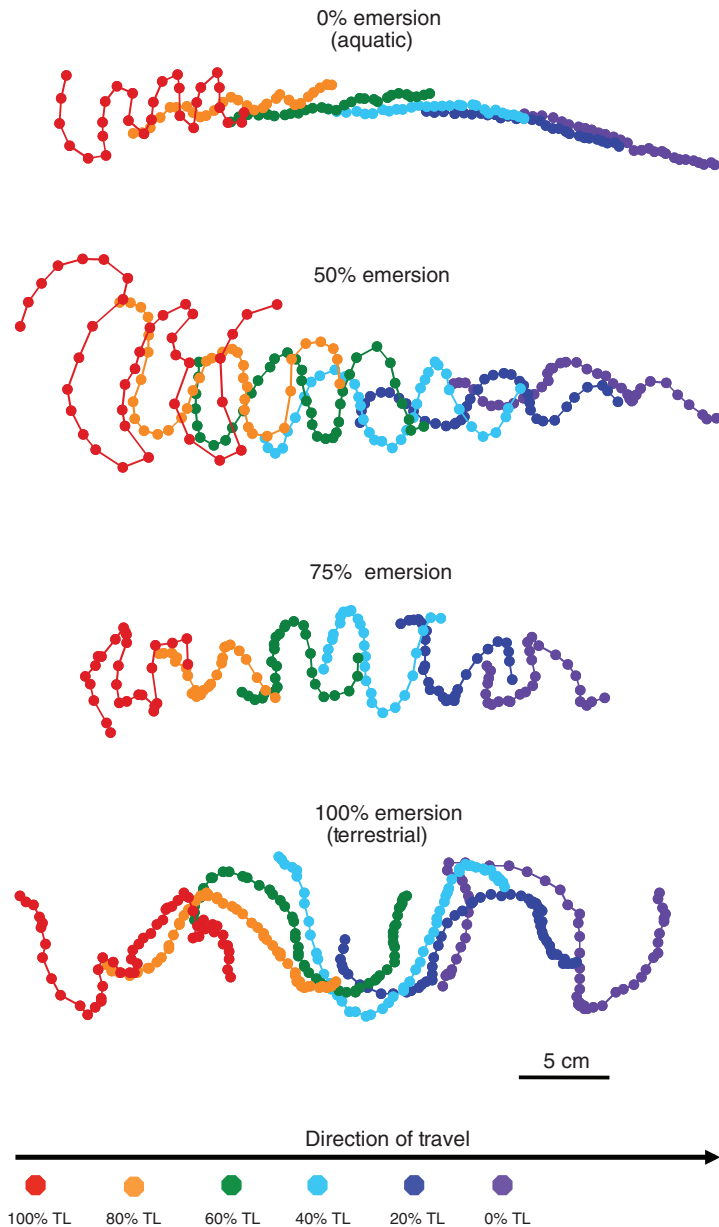 0% emersion
(aquatic)
50% emersion
75% emersion
100% emersion
(terrestrial)
5 cm
Direction of travel
100% TL 80% TL 60% TL 40% TL 20% TL 0% TL